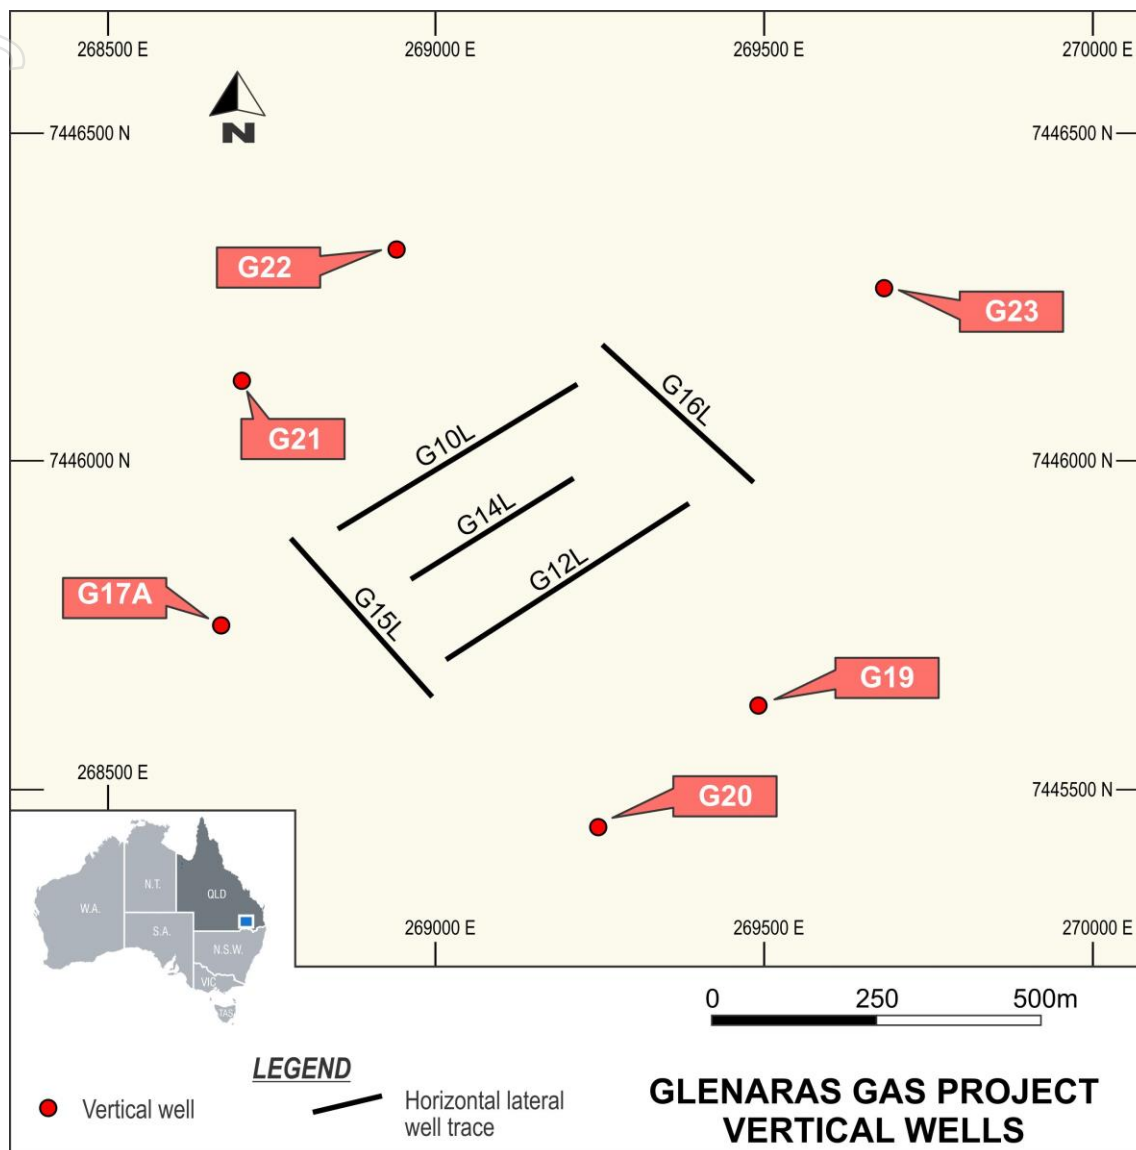 268500 E
269000 E
269500 E
270000 E
7446500 N
7446500 N
N
G22
G23
G21
G16L
G10L
7446000 N
7446000 N
G14L
G12L
G17A
G15L
G19
268500 E
G20
7445500 N
269000 E
269500 E
270000 E
N.T.
QLD
W.A.
S.A.
N.S.W.
VIC
TAS
0 250 500m
LEGEND
Vertical well
Horizontal lateral
well trace
GLENARAS GAS PROJECT
VERTICAL WELLS